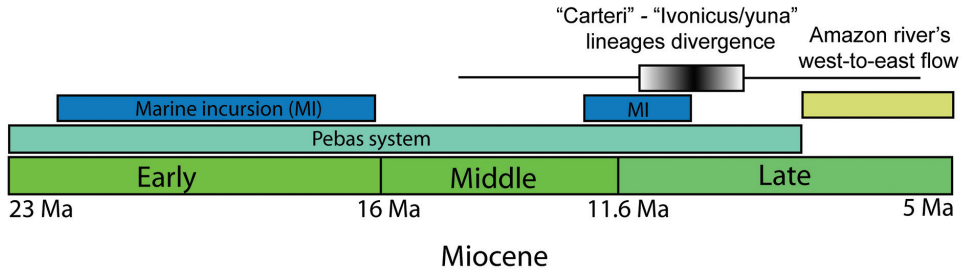 “Carteri” - “Ivonicus/yuna”
lineages divergence
Amazon river’s
west-to-east flow
Marine incursion (MI)
MI
Pebas system
Early
Middle
Late
23 Ma
16 Ma
11.6 Ma
5 Ma
Miocene